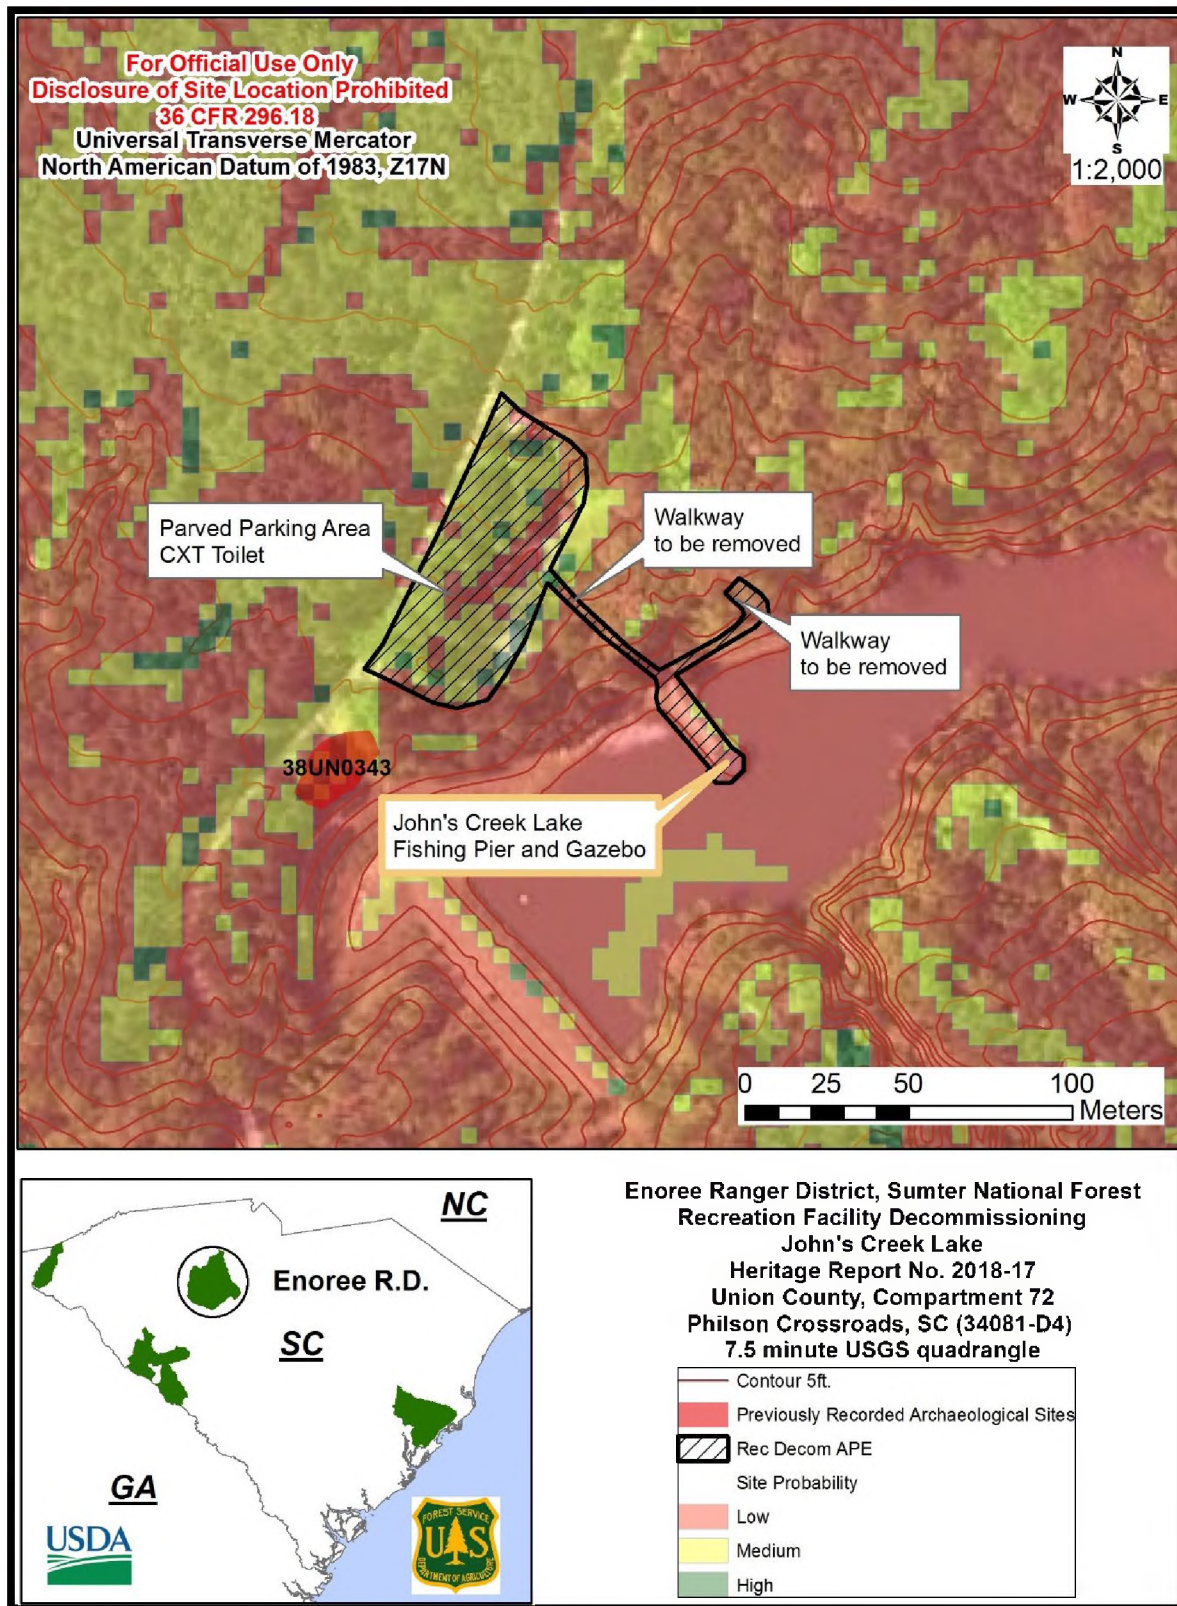 For Official Use Only
Disclosure of Site Location Prohibited
36 CFR 296.18
Universal Transverse Mercator
North American Datum of 1983, Z17N
N
W
E
S
1:2,000
Parved Parking Area
CXT Toilet
Walkway
to be removed
Walkway
to be removed
38UN0343
John's Creek Lake
Fishing Pier and Gazebo
0 25 50 100
Meters
NC
Enoree R.D.
SC
GA
USDA
FOREST SERVICE
U S
DEPARTMENT OF AGRICULTURE
Enoree Ranger District, Sumter National Forest
Recreation Facility Decommissioning
John's Creek Lake
Heritage Report No. 2018-17
Union County, Compartment 72
Philson Crossroads, SC (34081-D4)
7.5 minute USGS quadrangle
Contour 5ft.
Previously Recorded Archaeological Sites
Rec Decom APE
Site Probability
Low
Medium
High